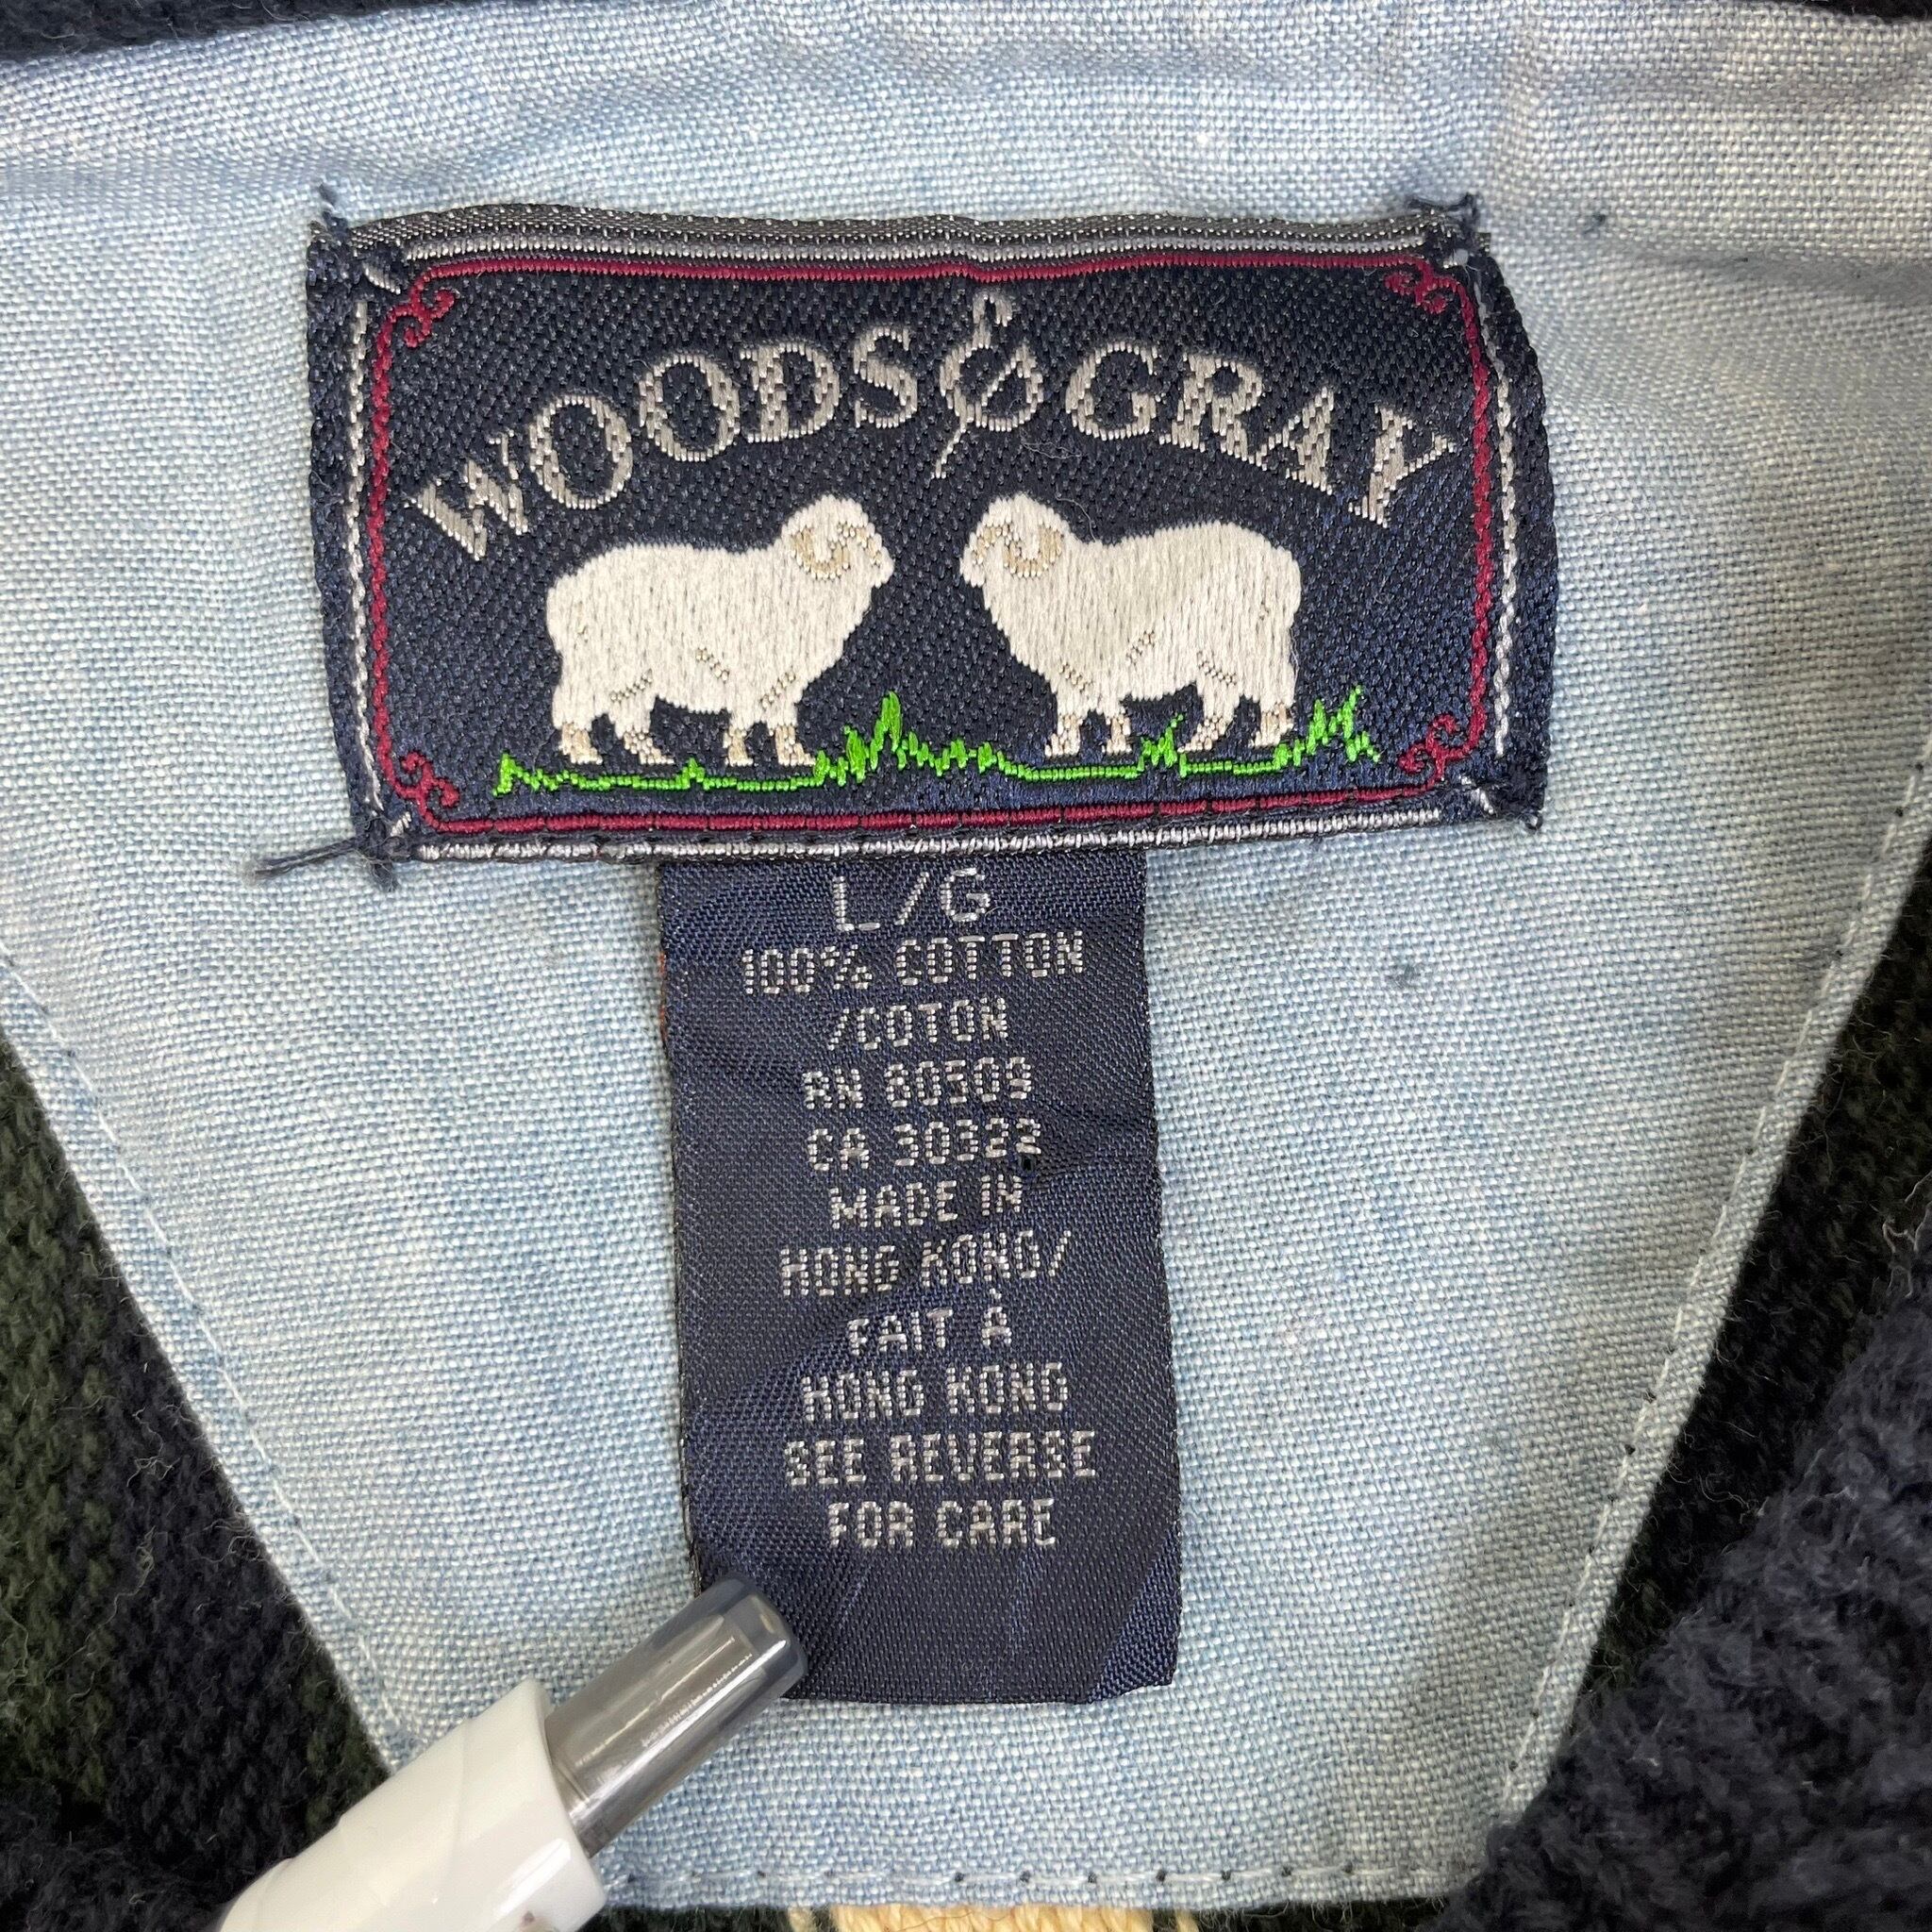 WOODS & GRAY
L/G
100% COTTON
/COTON
RN 80509
CA 30322
MADE IN
HONG KONG/
FAIT À
HONG KONG
SEE REVERSE
FOR CARE